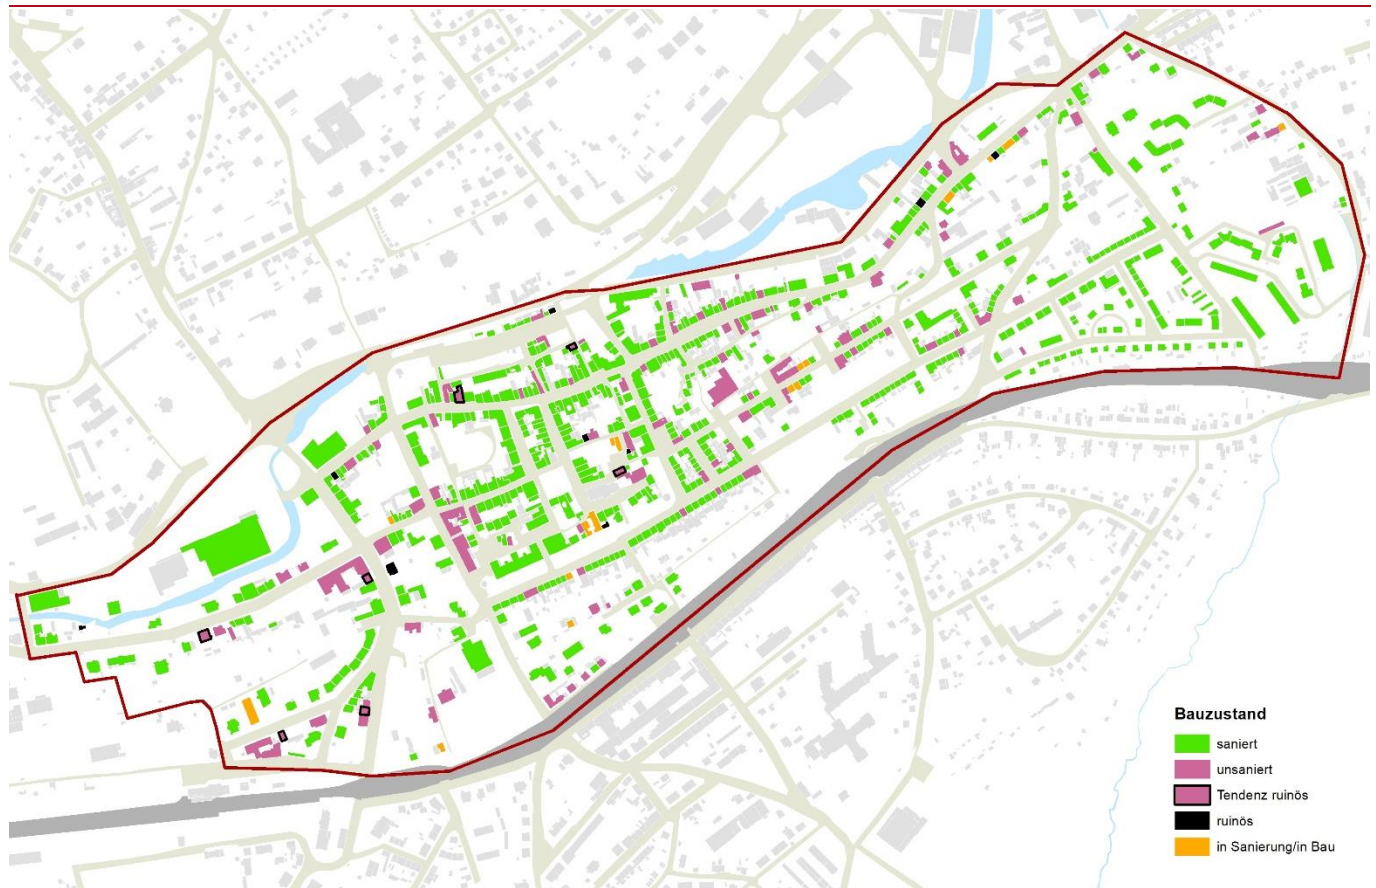 Bauzustand
saniert
unsaniert
Tendenz ruinös
ruinös
in Sanierung/in Bau